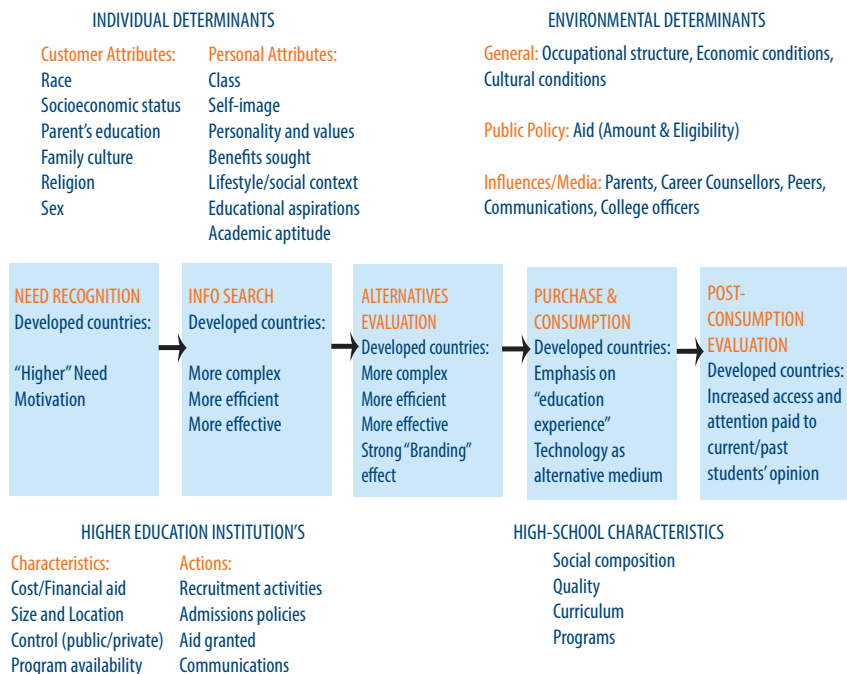 INDIVIDUAL DETERMINANTS
Customer Attributes:
Race
Socioeconomic status
Parent's education
Family culture
Religion
Sex
Personal Attributes:
Class
Self-image
Personality and values
Benefits sought
Lifestyle/social context
Educational aspirations
Academic aptitude
ENVIRONMENTAL DETERMINANTS
General: Occupational structure, Economic conditions,
Cultural conditions
Public Policy: Aid (Amount & Eligibility)
Influences/Media: Parents, Career Counsellors, Peers,
Communications, College officers
NEED RECOGNITION
Developed countries:
"Higher" Need
Motivation
INFO SEARCH
Developed countries:
More complex
More efficient
More effective
ALTERNATIVES
EVALUATION
Developed countries:
More complex
More efficient
More effective
Strong "Branding"
effect
PURCHASE &
CONSUMPTION
Developed countries:
Emphasis on
"education
experience"
Technology as
alternative medium
POST-
CONSUMPTION
EVALUATION
Developed countries:
Increased access and
attention paid to
current/past
students' opinion
HIGHER EDUCATION INSTITUTION'S
Characteristics:
Cost/Financial aid
Size and Location
Control (public/private)
Program availability
Actions:
Recruitment activities
Admissions policies
Aid granted
Communications
HIGH-SCHOOL CHARACTERISTICS
Social composition
Quality
Curriculum
Programs